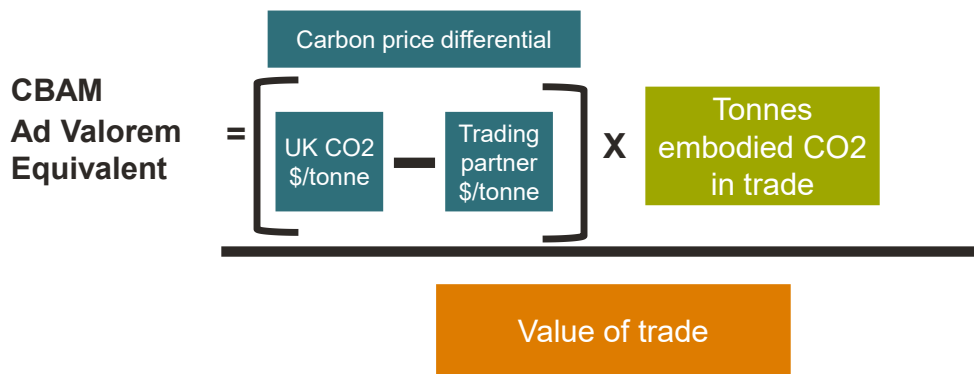 Carbon price differential
CBAM
Ad Valorem
Equivalent
=
UK CO2
$/tonne
Trading
partner
$/tonne
X
Tonnes
embodied CO2
in trade
Value of trade